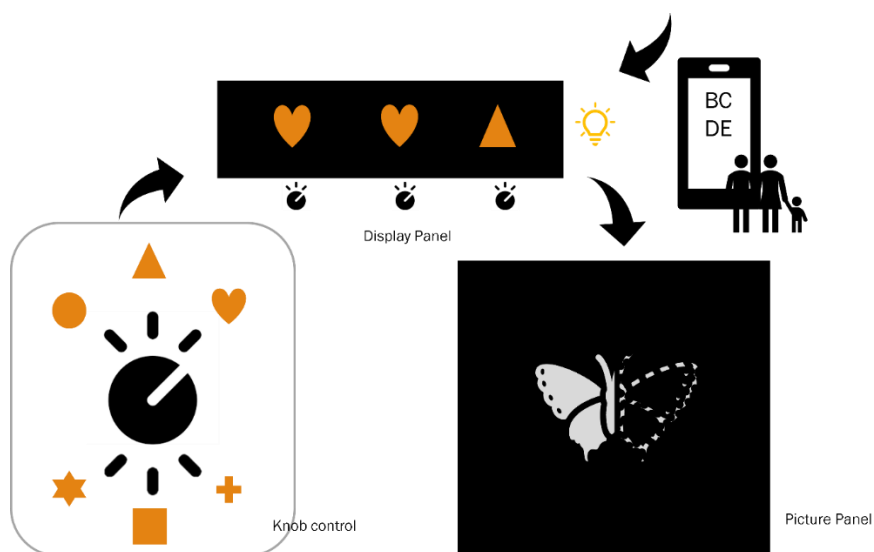 BC
DE
Display Panel
Knob control
Picture Panel